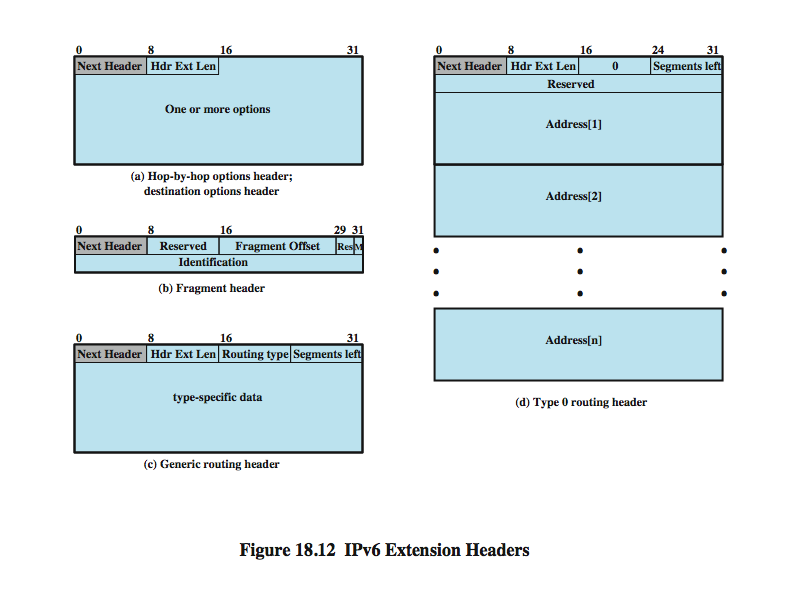 0 8 16 31
Next Header Hdr Ext Len
One or more options
(a) Hop-by-hop options header;
destination options header
0 8 16 29 31
Next Header Reserved Fragment Offset Res M
Identification
(b) Fragment header
0 8 16 31
Next Header Hdr Ext Len Routing type Segments left
type-specific data
(c) Generic routing header
0 8 16 24 31
Next Header Hdr Ext Len 0 Segments left
Reserved
Address[1]
Address[2]
Address[n]
(d) Type 0 routing header
Figure 18.12 IPv6 Extension Headers